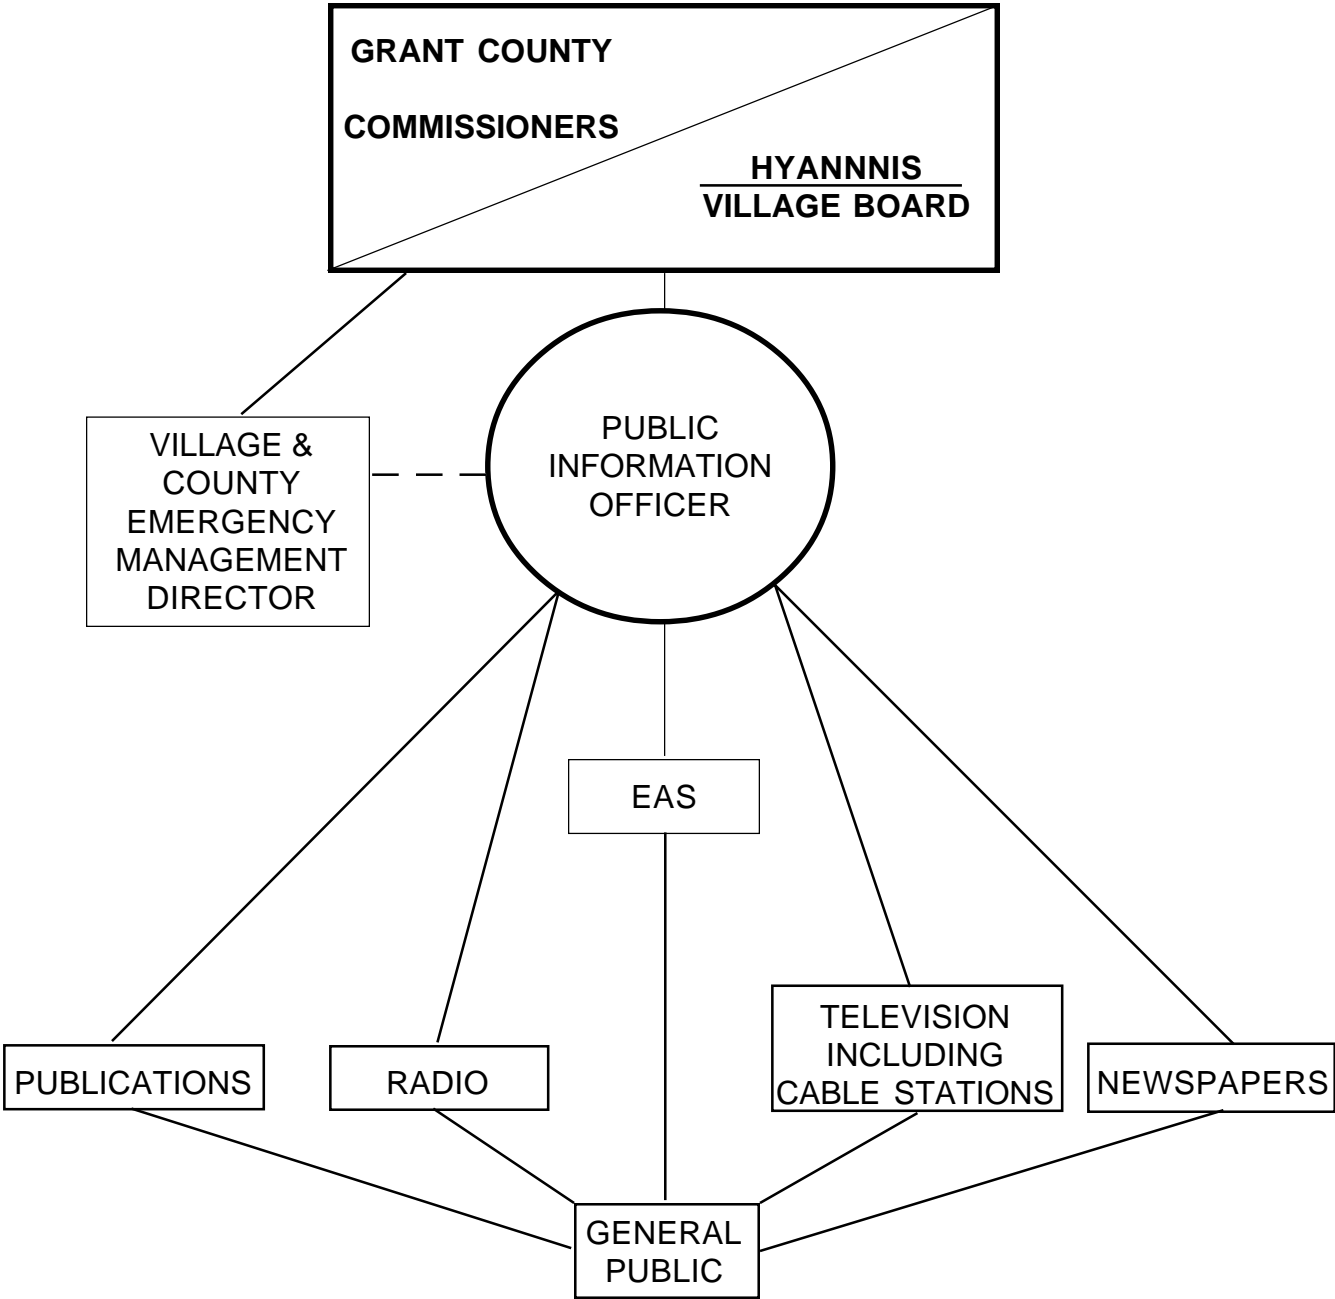 GRANT COUNTY
COMMISSIONERS
HYANNNIS
VILLAGE BOARD
VILLAGE &
COUNTY
EMERGENCY
MANAGEMENT
DIRECTOR
PUBLIC
INFORMATION
OFFICER
EAS
PUBLICATIONS
RADIO
TELEVISION
INCLUDING
CABLE STATIONS
NEWSPAPERS
GENERAL
PUBLIC